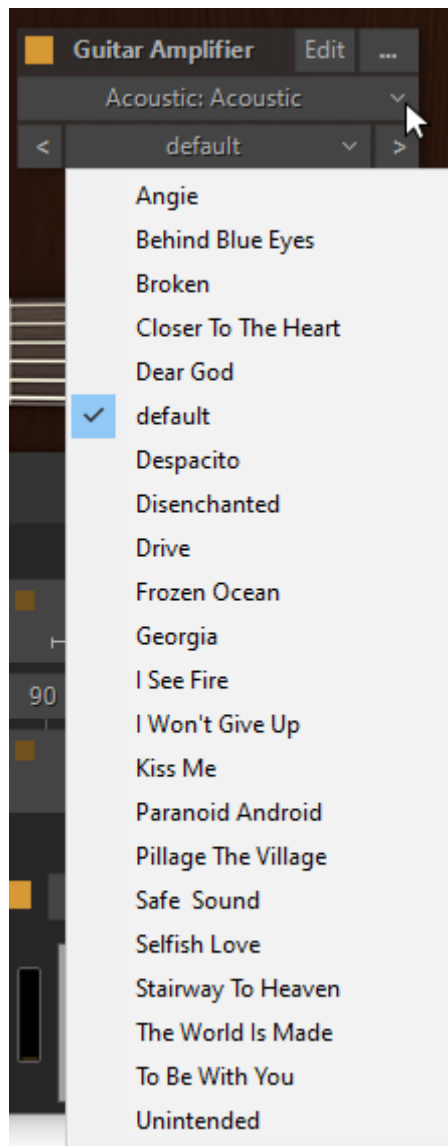 Guitar Amplifier Edit ...
Acoustic: Acoustic
< default >
Angie
Behind Blue Eyes
Broken
Closer To The Heart
Dear God
default
Despacito
Disenchanted
Drive
Frozen Ocean
Georgia
I See Fire
90
I Won't Give Up
Kiss Me
Paranoid Android
Pillage The Village
Safe  Sound
Selfish Love
Stairway To Heaven
The World Is Made
To Be With You
Unintended